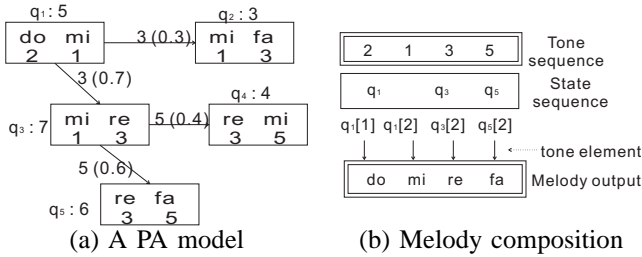 q₁: 5
do mi
2 1
3 (0.3)
q₂: 3
mi fa
1 3
3 (0.7)
q₃: 7
mi re
1 3
5 (0.4)
q₄: 4
re mi
3 5
5 (0.6)
q₅: 6
re fa
3 5
(a) A PA model
2 1 3 5
Tone sequence
q₁ q₃ q₅
State sequence
q₁[1] q₁[2] q₃[2] q₅[2]
tone element
do mi re fa
Melody output
(b) Melody composition